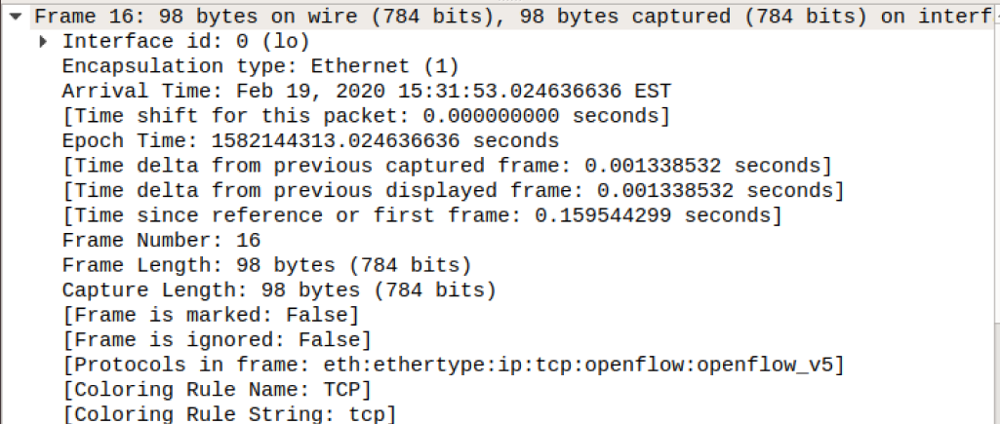 Frame 16: 98 bytes on wire (784 bits), 98 bytes captured (784 bits) on interf
Interface id: 0 (lo)
Encapsulation type: Ethernet (1)
Arrival Time: Feb 19, 2020 15:31:53.024636636 EST
[Time shift for this packet: 0.000000000 seconds]
Epoch Time: 1582144313.024636636 seconds
[Time delta from previous captured frame: 0.001338532 seconds]
[Time delta from previous displayed frame: 0.001338532 seconds]
[Time since reference or first frame: 0.159544299 seconds]
Frame Number: 16
Frame Length: 98 bytes (784 bits)
Capture Length: 98 bytes (784 bits)
[Frame is marked: False]
[Frame is ignored: False]
[Protocols in frame: eth:ethertype:ip:tcp:openflow:openflow_v5]
[Coloring Rule Name: TCP]
[Coloring Rule String: tcp]